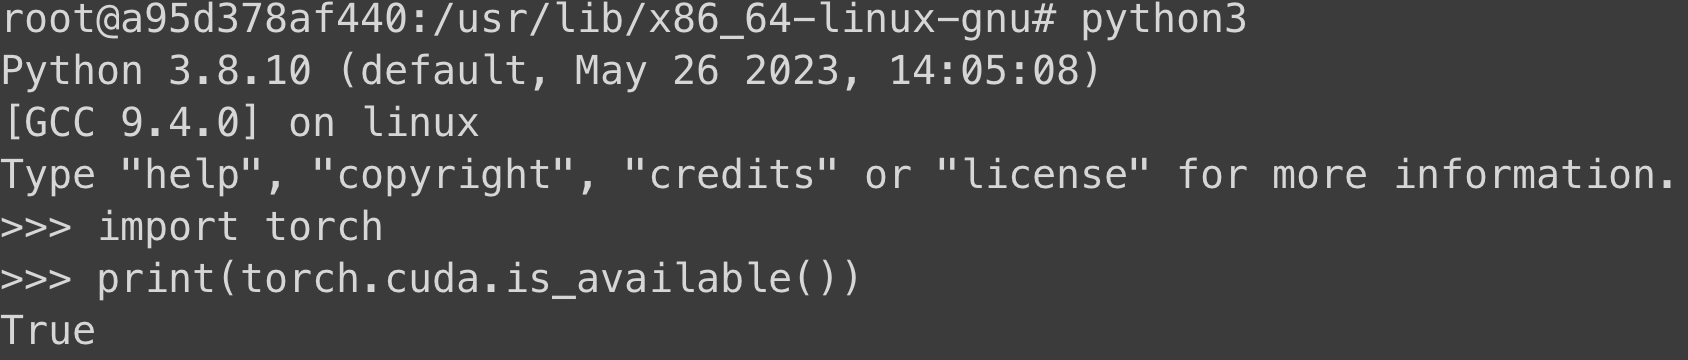 root@a95d378af440:/usr/lib/x86_64-linux-gnu# python3
Python 3.8.10 (default, May 26 2023, 14:05:08)
[GCC 9.4.0] on linux
Type "help", "copyright", "credits" or "license" for more information.
>>> import torch
>>> print(torch.cuda.is_available())
True